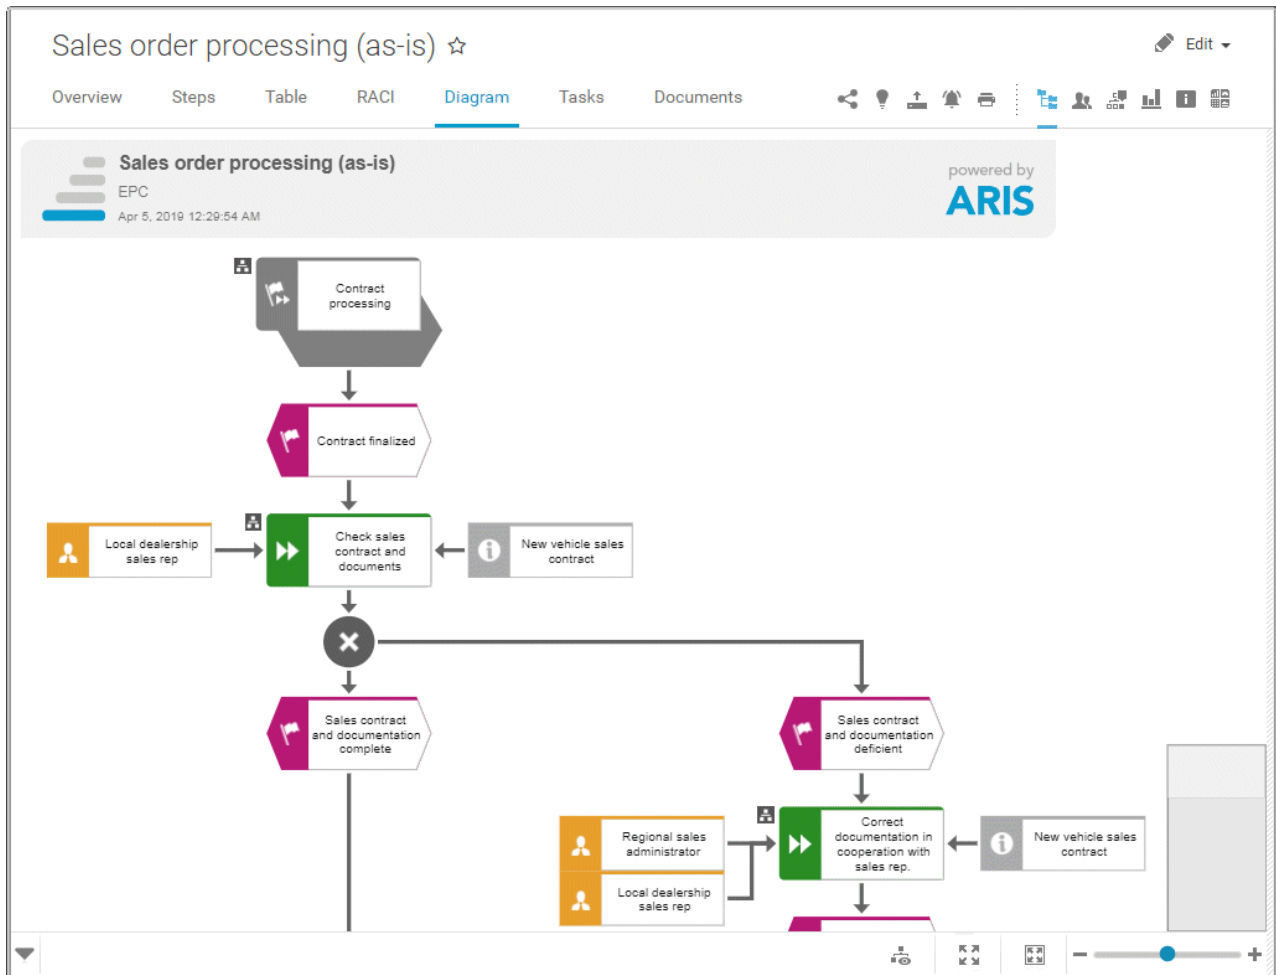 Sales order processing (as-is)
Edit
Overview Steps Table RACI Diagram Tasks Documents
Sales order processing (as-is)
EPC
Apr 5, 2019 12:29:54 AM
powered by
ARIS
Contract
processing
Contract finalized
Local dealership
sales rep
Check sales
contract and
documents
New vehicle sales
contract
Sales contract
and documentation
complete
Sales contract
and documentation
deficient
Regional sales
administrator
Local dealership
sales rep
Correct
documentation in
cooperation with
sales rep.
New vehicle sales
contract